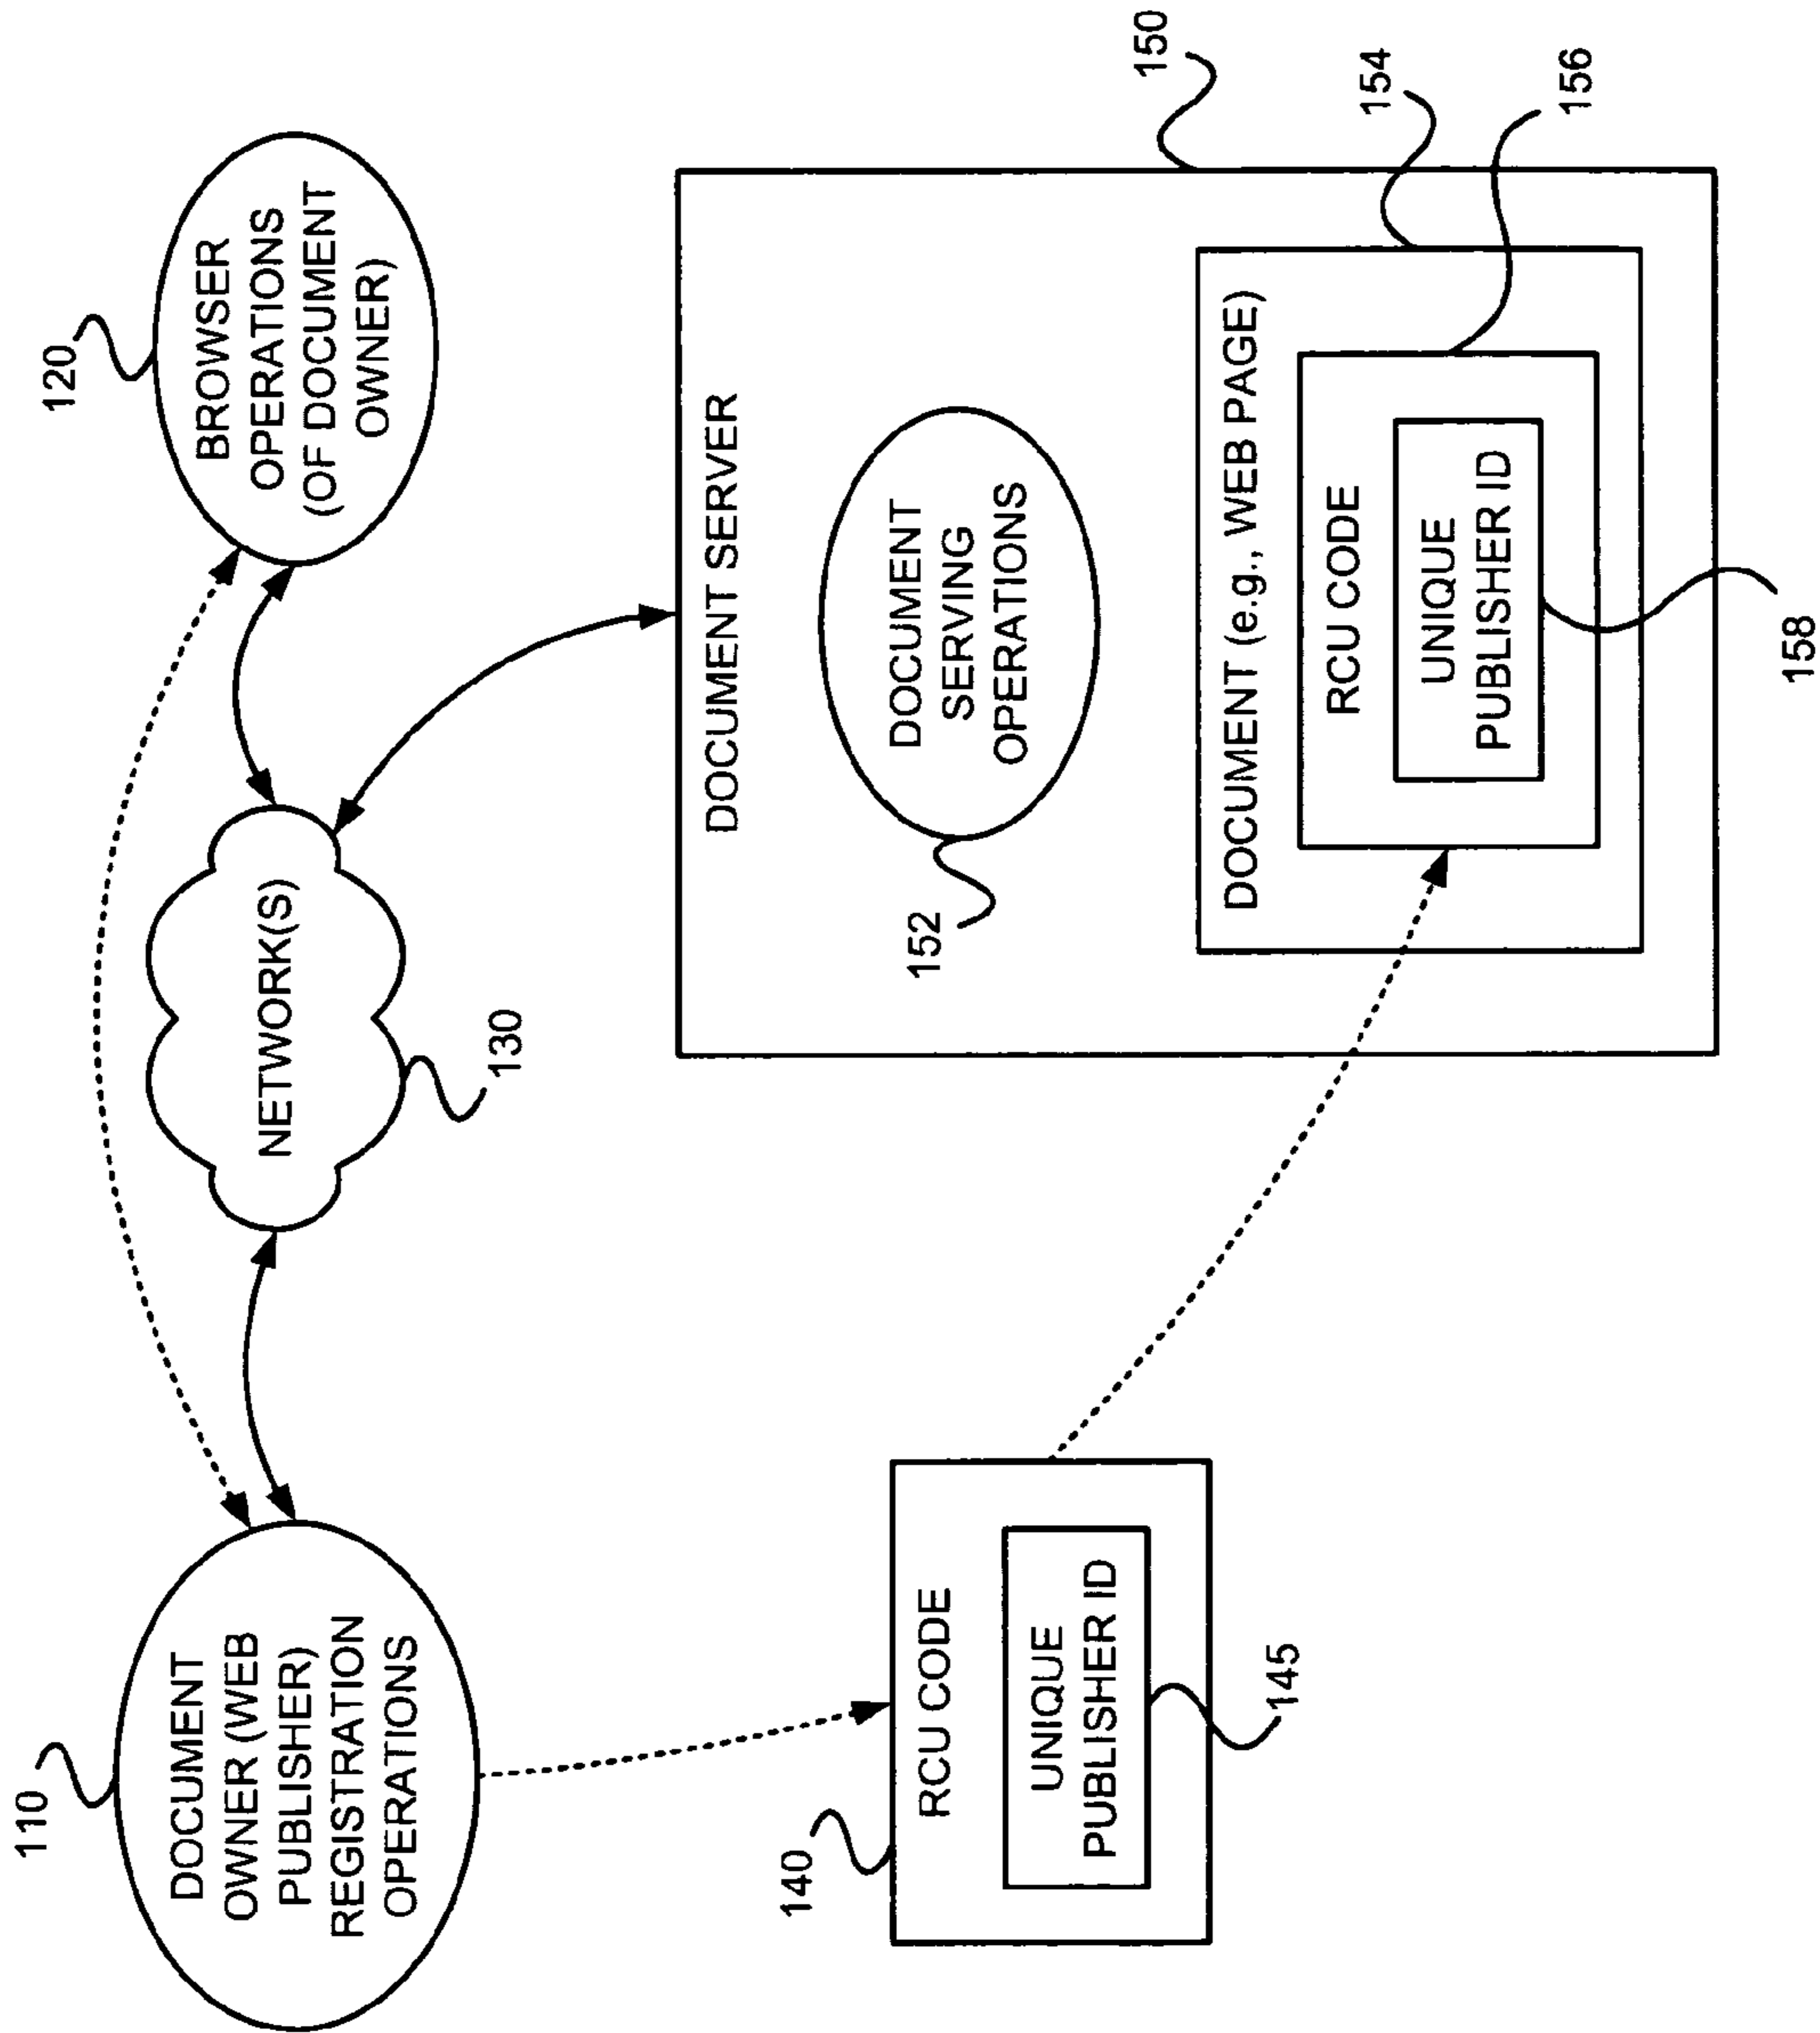 110
DOCUMENT
OWNER (WEB
PUBLISHER)
REGISTRATION
OPERATIONS
NETWORK(S)
130
120
BROWSER
OPERATIONS
(OF DOCUMENT
OWNER)
140
RCU CODE
UNIQUE
PUBLISHER ID
145
150
DOCUMENT SERVER
152
DOCUMENT
SERVING
OPERATIONS
154
DOCUMENT (e.g., WEB PAGE)
156
RCU CODE
UNIQUE
PUBLISHER ID
158